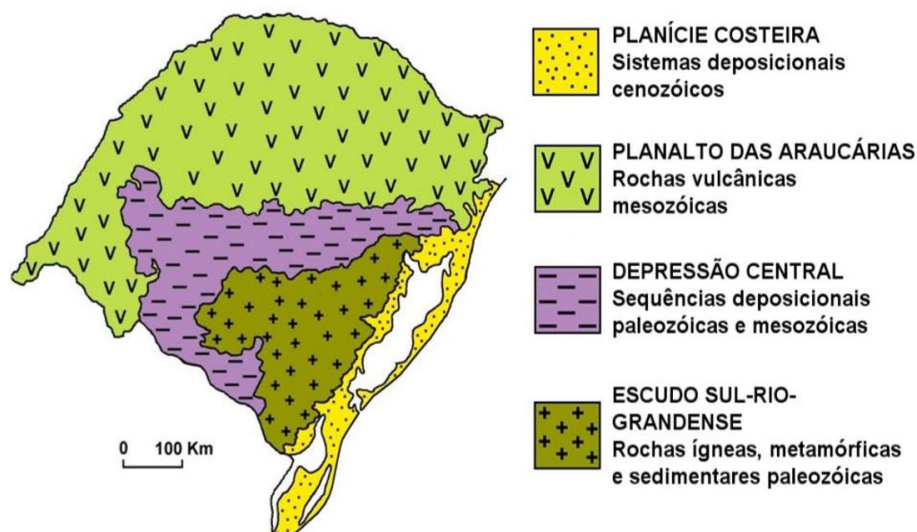 PLANÍCIE COSTEIRA
Sistemas deposicionais
cenozóicos
PLANALTO DAS ARAUCÁRIAS
Rochas vulcânicas
mesozóicas
DEPRESSÃO CENTRAL
Sequências deposicionais
paleozóicas e mesozóicas
ESCUDO SUL-RIO-
GRANDENSE
Rochas ígneas, metamórficas
e sedimentares paleozóicas
0 100 Km